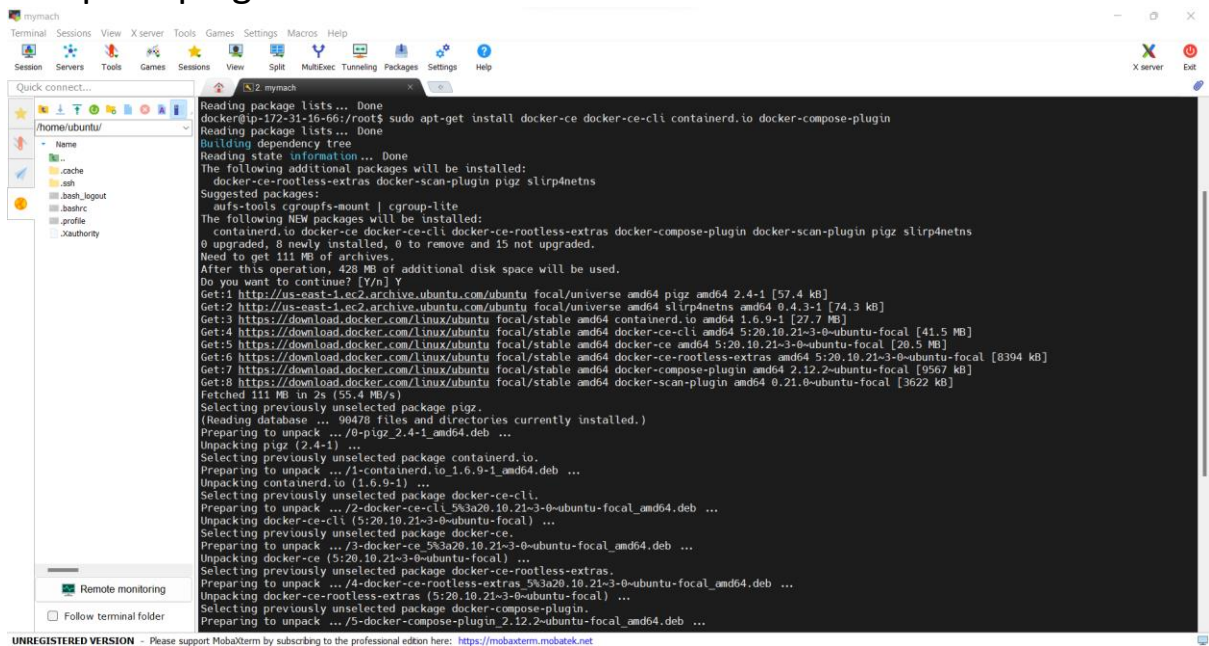 mymach
Terminal Sessions View X server Tools Games Settings Macros Help
Session Servers Tools Games Sessions View Split MultiExec Tunneling Packages Settings Help X server Exit
Quick connect...
2. mymach
/home/ubuntu/
Name
..
.cache
.ssh
.bash_logout
.bashrc
.profile
.Xauthority
Remote monitoring
Follow terminal folder
Reading package lists... Done
docker@ip-172-31-16-66:/root$ sudo apt-get install docker-ce docker-ce-cli containerd.io docker-compose-plugin
Reading package lists... Done
Building dependency tree
Reading state information... Done
The following additional packages will be installed:
docker-ce-rootless-extras docker-scan-plugin pigz slirp4netns
Suggested packages:
aufs-tools cgroupfs-mount | cgroup-lite
The following NEW packages will be installed:
containerd.io docker-ce docker-ce-cli docker-ce-rootless-extras docker-compose-plugin docker-scan-plugin pigz slirp4netns
0 upgraded, 8 newly installed, 0 to remove and 15 not upgraded.
Need to get 111 MB of archives.
After this operation, 428 MB of additional disk space will be used.
Do you want to continue? [Y/n] Y
Get:1 http://us-east-1.ec2.archive.ubuntu.com/ubuntu focal/universe amd64 pigz amd64 2.4-1 [57.4 kB]
Get:2 http://us-east-1.ec2.archive.ubuntu.com/ubuntu focal/universe amd64 slirp4netns amd64 0.4.3-1 [74.3 kB]
Get:3 https://download.docker.com/linux/ubuntu focal/stable amd64 containerd.io amd64 1.6.9-1 [27.7 MB]
Get:4 https://download.docker.com/linux/ubuntu focal/stable amd64 docker-ce-cli amd64 5:20.10.21~3-0~ubuntu-focal [41.5 MB]
Get:5 https://download.docker.com/linux/ubuntu focal/stable amd64 docker-ce amd64 5:20.10.21~3-0~ubuntu-focal [20.5 MB]
Get:6 https://download.docker.com/linux/ubuntu focal/stable amd64 docker-ce-rootless-extras amd64 5:20.10.21~3-0~ubuntu-focal [8394 kB]
Get:7 https://download.docker.com/linux/ubuntu focal/stable amd64 docker-compose-plugin amd64 2.12.2~ubuntu-focal [9567 kB]
Get:8 https://download.docker.com/linux/ubuntu focal/stable amd64 docker-scan-plugin amd64 0.21.0~ubuntu-focal [3622 kB]
Fetched 111 MB in 2s (55.4 MB/s)
Selecting previously unselected package pigz.
(Reading database ... 90478 files and directories currently installed.)
Preparing to unpack .../0-pigz_2.4-1_amd64.deb ...
Unpacking pigz (2.4-1) ...
Selecting previously unselected package containerd.io.
Preparing to unpack .../1-containerd.io_1.6.9-1_amd64.deb ...
Unpacking containerd.io (1.6.9-1) ...
Selecting previously unselected package docker-ce-cli.
Preparing to unpack .../2-docker-ce-cli_5%3a20.10.21~3-0~ubuntu-focal_amd64.deb ...
Unpacking docker-ce-cli (5:20.10.21~3-0~ubuntu-focal) ...
Selecting previously unselected package docker-ce.
Preparing to unpack .../3-docker-ce_5%3a20.10.21~3-0~ubuntu-focal_amd64.deb ...
Unpacking docker-ce (5:20.10.21~3-0~ubuntu-focal) ...
Selecting previously unselected package docker-ce-rootless-extras.
Preparing to unpack .../4-docker-ce-rootless-extras_5%3a20.10.21~3-0~ubuntu-focal_amd64.deb ...
Unpacking docker-ce-rootless-extras (5:20.10.21~3-0~ubuntu-focal) ...
Selecting previously unselected package docker-compose-plugin.
Preparing to unpack .../5-docker-compose-plugin_2.12.2~ubuntu-focal_amd64.deb ...
UNREGISTERED VERSION - Please support MobaXterm by subscribing to the professional edition here: https://mobaxterm.mobatek.net